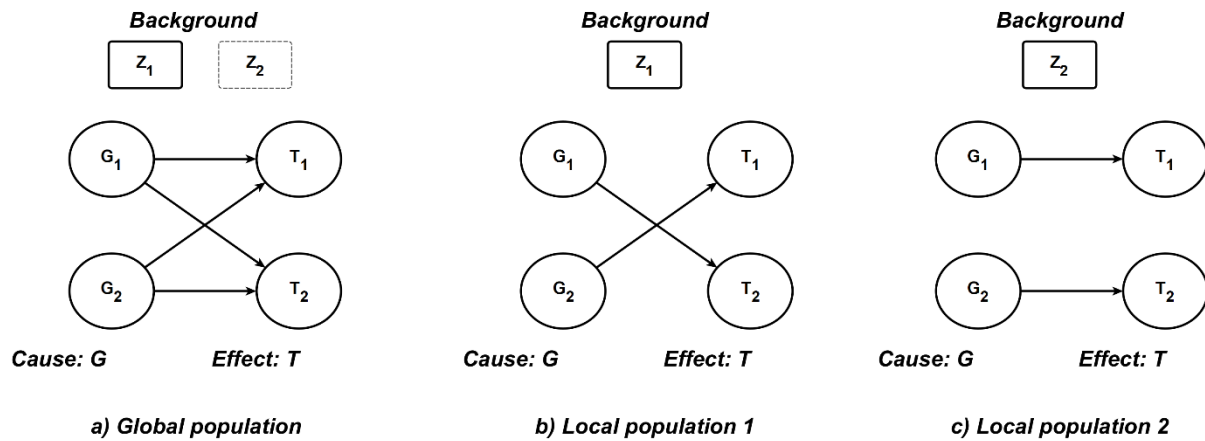 Background
Z1
Z2
G1
T1
G2
T2
Cause: G
Effect: T
a) Global population
Background
Z1
G1
T1
G2
T2
Cause: G
Effect: T
b) Local population 1
Background
Z2
G1
T1
G2
T2
Cause: G
Effect: T
c) Local population 2